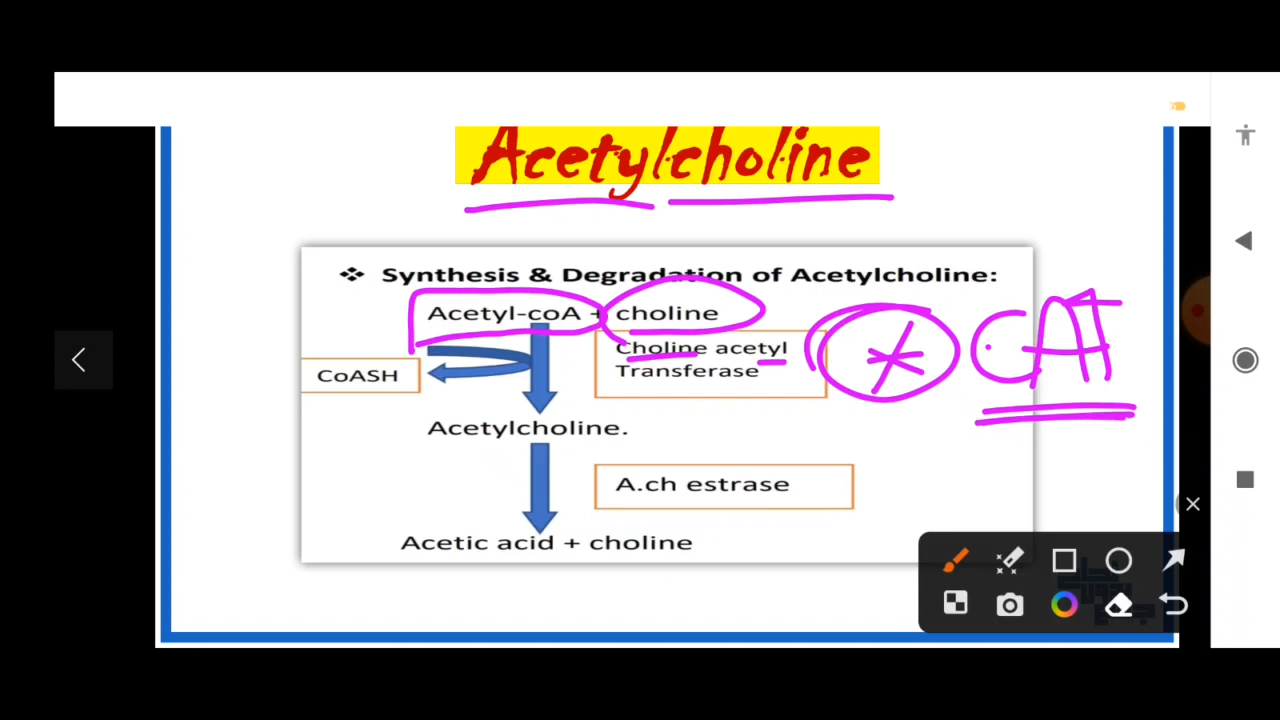 Acetylcholine
❖ Synthesis & Degradation of Acetylcholine:
Acetyl-coA + choline
Choline acetyl
Transferase
CAT
CoASH
Acetylcholine.
A.ch estrase
Acetic acid + choline